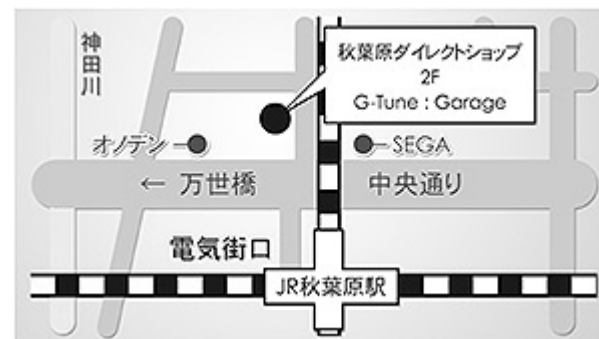 神田川
秋葉原ダイレクトショップ
2F
G-Tune : Garage
オノデン
SEGA
← 万世橋
中央通り
電気街口
JR秋葉原駅